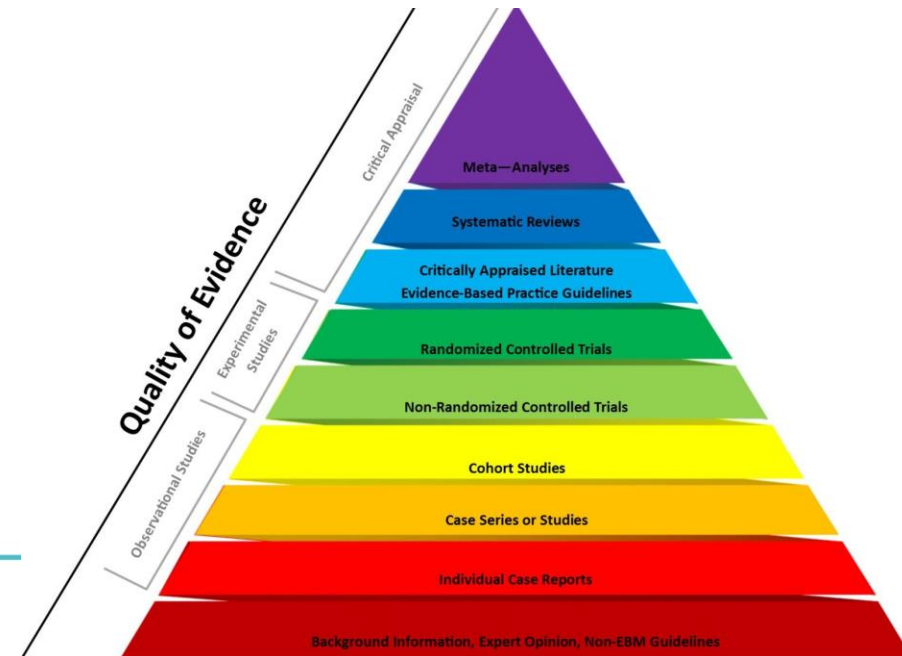 Quality of Evidence
Critical Appraisal
Experimental
Studies
Observational Studies
Meta—Analyses
Systematic Reviews
Critically Appraised Literature
Evidence-Based Practice Guidelines
Randomized Controlled Trials
Non-Randomized Controlled Trials
Cohort Studies
Case Series or Studies
Individual Case Reports
Background Information, Expert Opinion, Non-EBM Guidelines